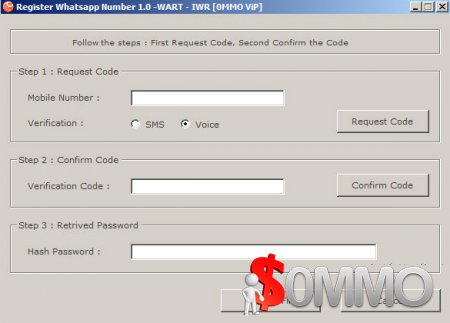 Register Whatsapp Number 1.0 -WART - IWR [0MMO ViP]
Follow the steps : First Request Code, Second Confirm the Code
Step 1 : Request Code
Mobile Number :
Verification :
SMS
Voice
Request Code
Step 2 : Confirm Code
Verification Code :
Confirm Code
Step 3 : Retrived Password
Hash Password :
$0MMO